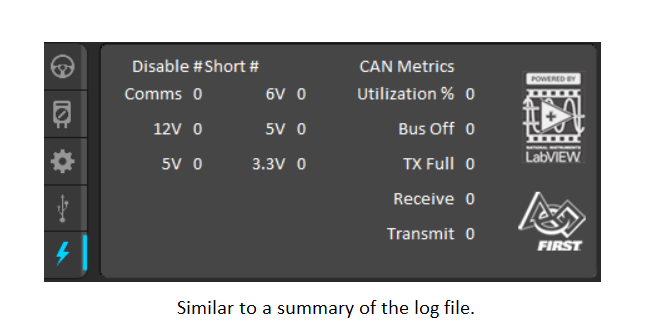 Disable # Short # CAN Metrics
Comms 0 6V 0 Utilization % 0
12V 0 5V 0 Bus Off 0
5V 0 3.3V 0 TX Full 0
Receive 0
Transmit 0
POWERED BY
NATIONAL INSTRUMENTS
LabVIEW
FIRST
Similar to a summary of the log file.